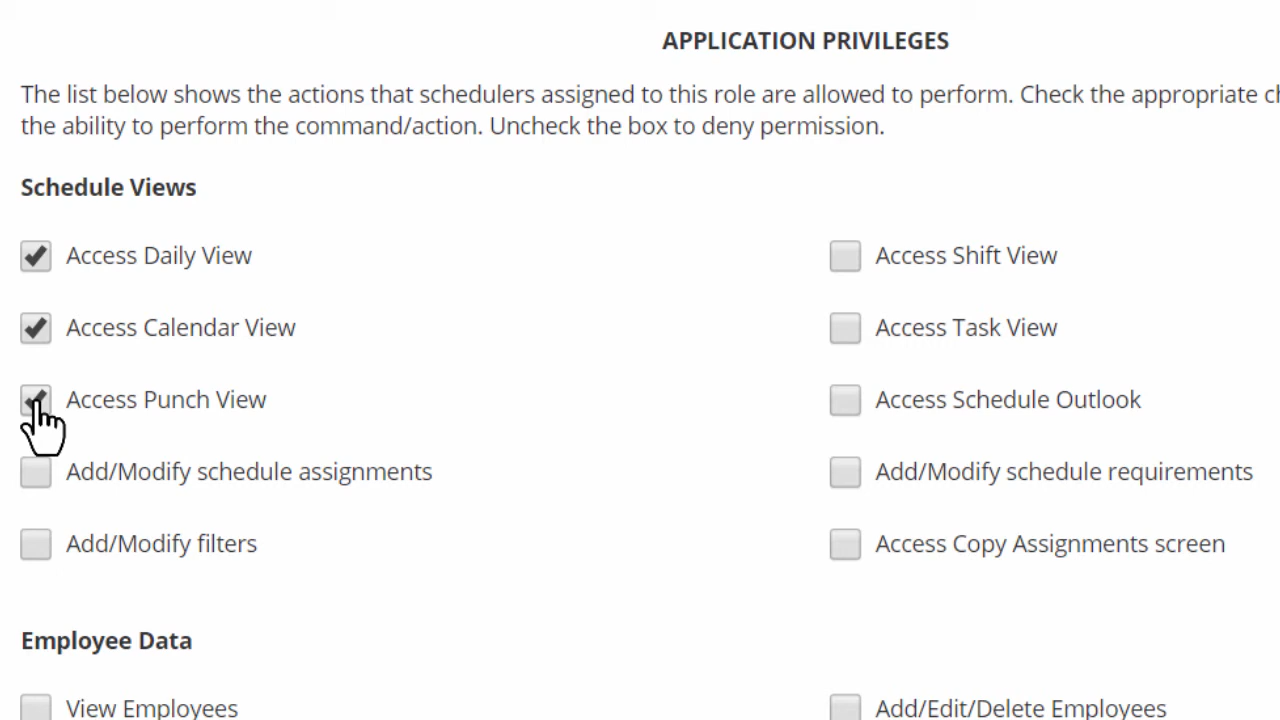 APPLICATION PRIVILEGES
The list below shows the actions that schedulers assigned to this role are allowed to perform. Check the appropriate
the ability to perform the command/action. Uncheck the box to deny permission.
Schedule Views
Access Daily View
Access Shift View
Access Calendar View
Access Task View
Access Punch View
Access Schedule Outlook
Add/Modify schedule assignments
Add/Modify schedule requirements
Add/Modify filters
Access Copy Assignments screen
Employee Data
View Employees
Add/Edit/Delete Employees